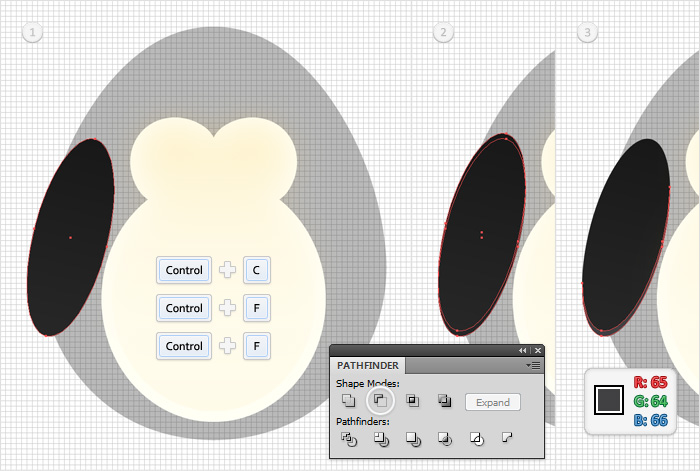 1
2
3
Control + C
Control + F
Control + F
PATHFINDER
Shape Modes:
Expand
Pathfinders:
R: 65
G: 64
B: 66